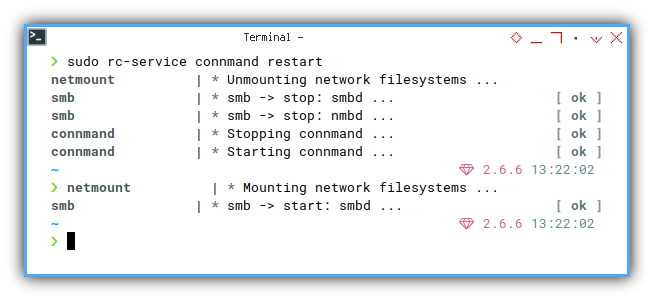 Terminal -
❯ sudo rc-service connmand restart
netmount | * Unmounting network filesystems ...
smb | * smb -> stop: smbd ... [ ok ]
smb | * smb -> stop: nmbd ... [ ok ]
connmand | * Stopping connmand ... [ ok ]
connmand | * Starting connmand ... [ ok ]
~ 2.6.6 13:22:02
❯ netmount | * Mounting network filesystems ...
smb | * smb -> start: smbd ... [ ok ]
~ 2.6.6 13:22:02
❯